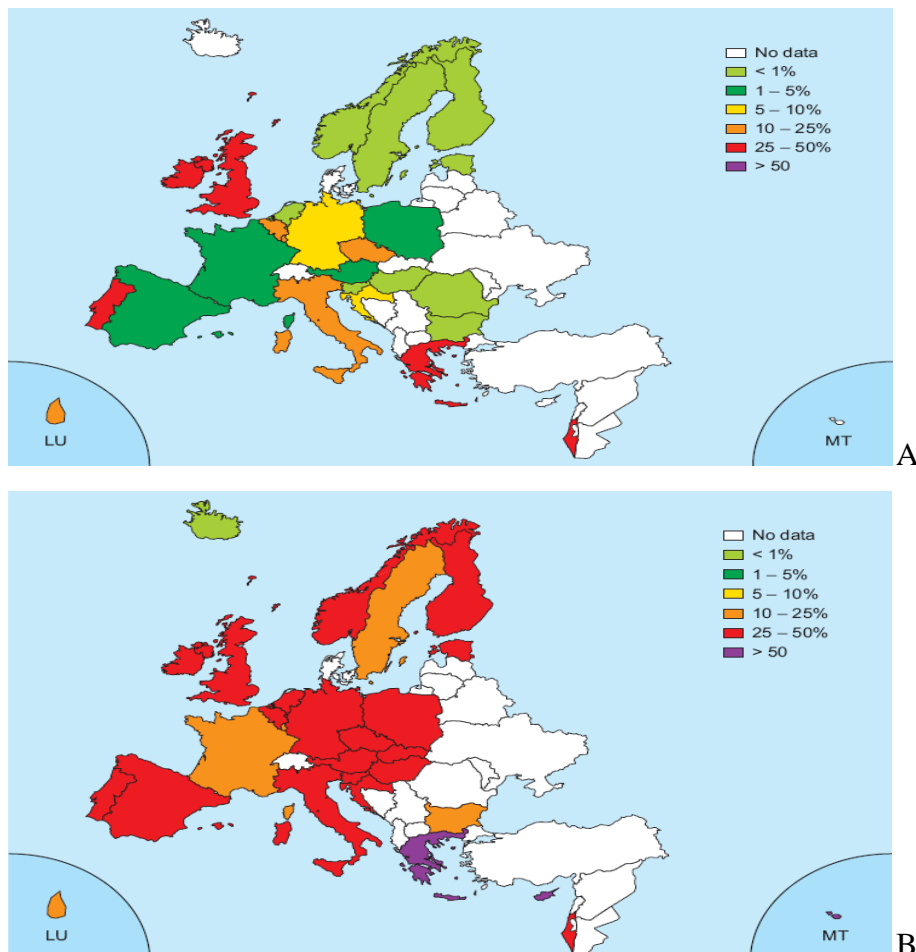 No data
< 1%
1 – 5%
5 – 10%
10 – 25%
25 – 50%
> 50
LU
MT
A
No data
< 1%
1 – 5%
5 – 10%
10 – 25%
25 – 50%
> 50
LU
MT
B